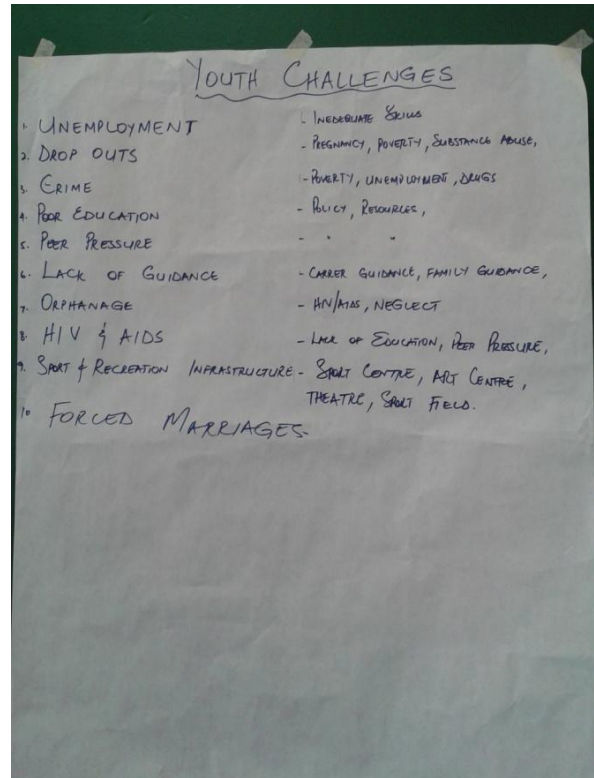 YOUTH CHALLENGES
1. UNEMPLOYMENT - INEDEQUATE SKILLS
2. DROP OUTS - PREGNANCY, POVERTY, SUBSTANCE ABUSE,
3. CRIME - POVERTY, UNEMPLOYMENT, DRUGS
4. POOR EDUCATION - POLICY, RESOURCES,
5. PEER PRESSURE - " "
6. LACK OF GUIDANCE - CARRER GUIDANCE, FAMILY GUIDANCE,
7. ORPHANAGE - HIV/AIDS, NEGLECT
8. HIV & AIDS - LACK OF EDUCATION, PEER PRESSURE,
9. SPORT & RECREATION INFRASTRUCTURE - SPORT CENTRE, ART CENTRE,
THEATRE, SPORT FIELD.
10 FORCED MARRIAGES-